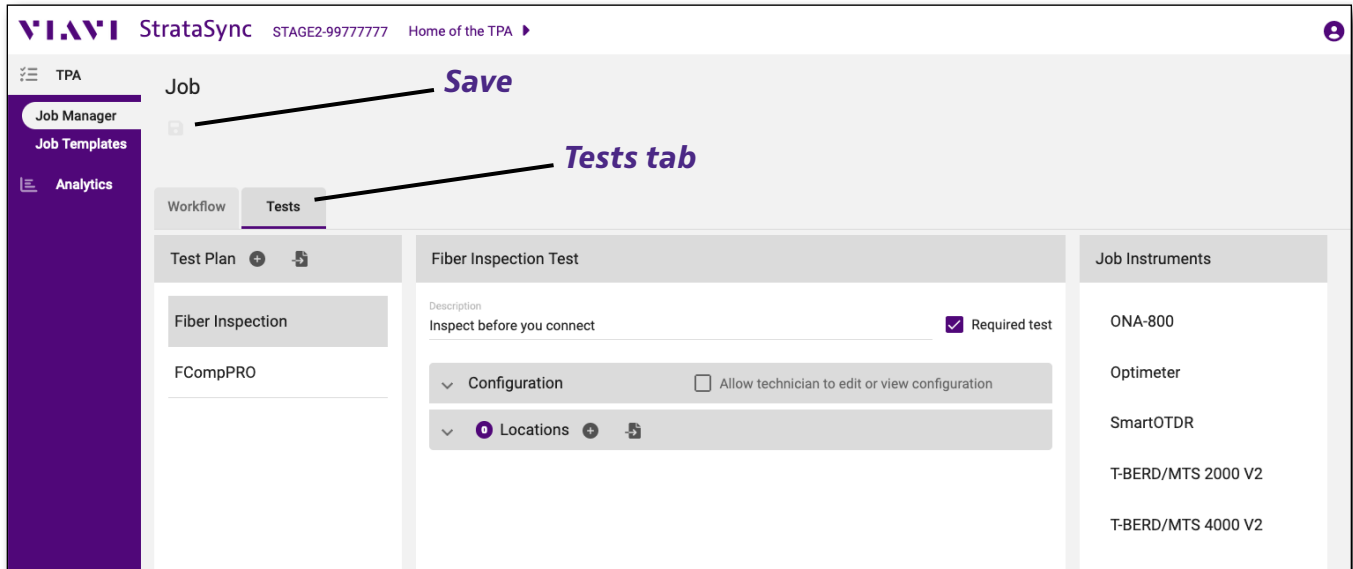 VIAVI StrataSync STAGE2-99777777 Home of the TPA
TPA
Job Manager
Job Templates
Analytics
Job
Save
Tests tab
Workflow Tests
Test Plan
Fiber Inspection
FCompPRO
Fiber Inspection Test
Description
Inspect before you connect
Required test
Configuration
Allow technician to edit or view configuration
0 Locations
Job Instruments
ONA-800
Optimeter
SmartOTDR
T-BERD/MTS 2000 V2
T-BERD/MTS 4000 V2